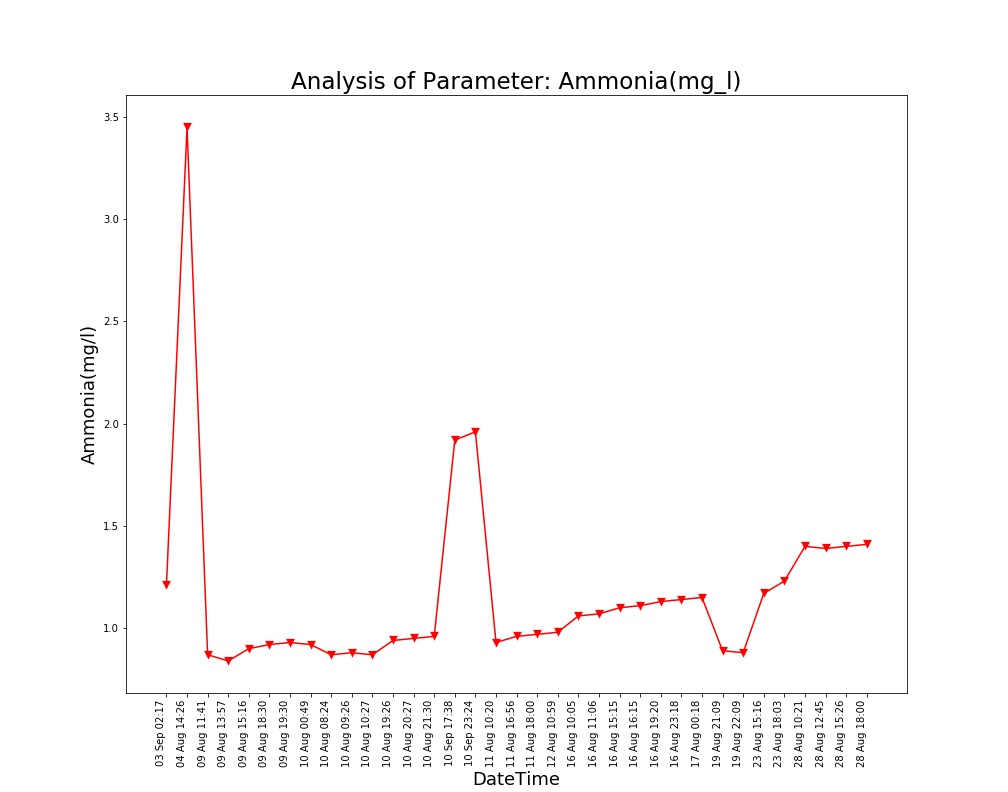 Analysis of Parameter: Ammonia(mg_l)
3.5
3.0
2.5
2.0
1.5
1.0
Ammonia(mg/l)
03 Sep 02:17
04 Aug 14:26
09 Aug 11:41
09 Aug 13:57
09 Aug 15:16
09 Aug 18:30
09 Aug 19:30
10 Aug 00:49
10 Aug 08:24
10 Aug 09:26
10 Aug 10:27
10 Aug 19:26
10 Aug 20:27
10 Aug 21:30
10 Sep 17:38
10 Sep 23:24
11 Aug 10:20
11 Aug 16:56
11 Aug 18:00
12 Aug 10:59
16 Aug 10:05
16 Aug 11:06
16 Aug 15:15
16 Aug 16:15
16 Aug 19:20
16 Aug 23:18
17 Aug 00:18
19 Aug 21:09
19 Aug 22:09
23 Aug 15:16
23 Aug 18:03
28 Aug 10:21
28 Aug 12:45
28 Aug 15:26
28 Aug 18:00
DateTime